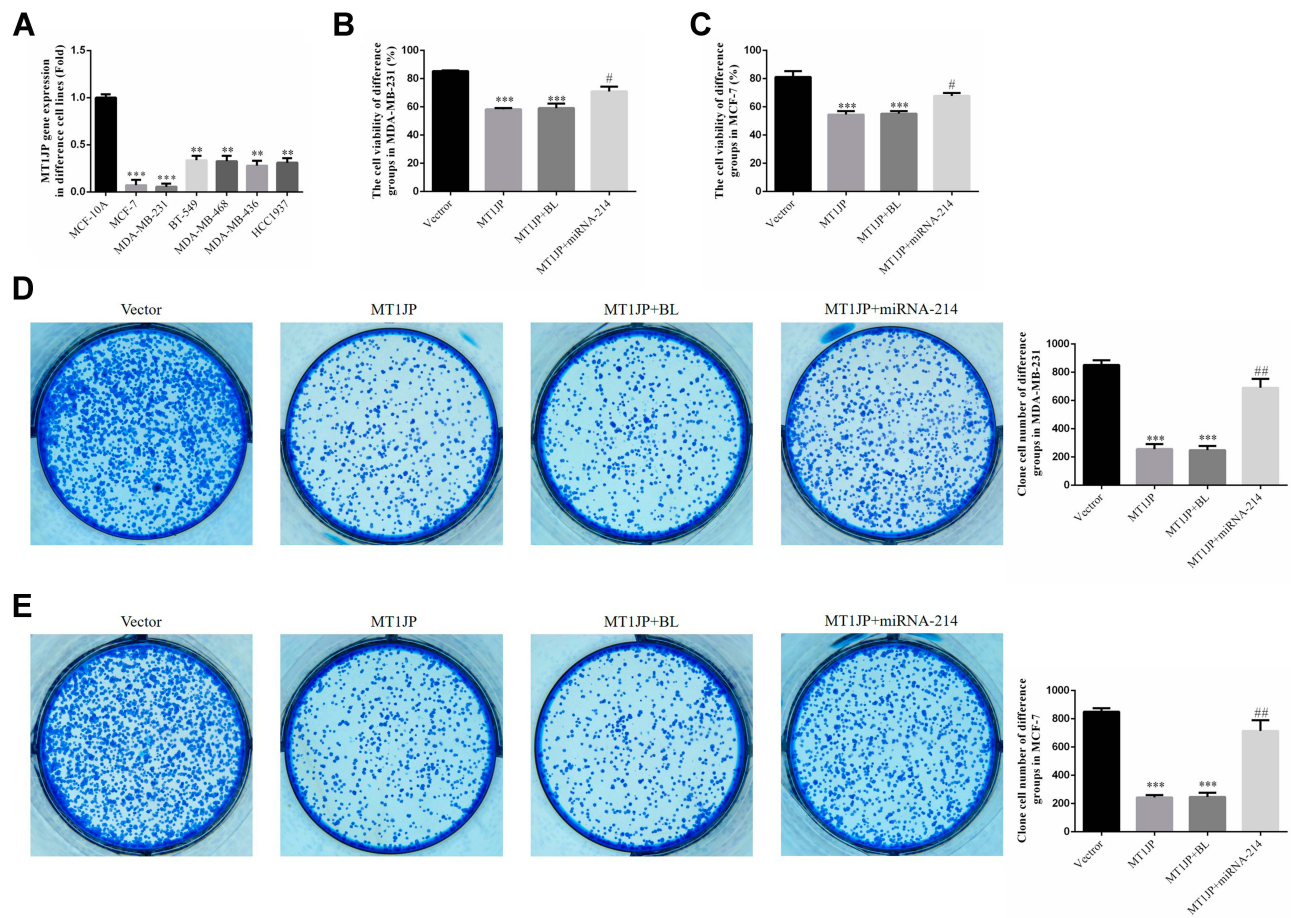 A
MT1JP gene expression
in difference cell lines (Fold)
1.5
1.0
0.5
0.0
***
***
**
**
**
**
MCF-10A
MCF-7
MDA-MB-231
BT-549
MDA-MB-468
MDA-MB-436
HCC1937
B
The cell viability of difference
groups in MDA-MB-231 (%)
100
80
60
40
20
0
***
***
#
Vectror
MT1JP
MT1JP+BL
MT1JP+miRNA-214
C
The cell viability of difference
groups in MCF-7 (%)
100
80
60
40
20
0
***
***
#
Vectror
MT1JP
MT1JP+BL
MT1JP+miRNA-214
D
Vector
MT1JP
MT1JP+BL
MT1JP+miRNA-214
Clone cell number of difference
groups in MDA-MB-231
1000
800
600
400
200
0
***
***
##
Vectror
MT1JP
MT1JP+BL
MT1JP+miRNA-214
E
Vector
MT1JP
MT1JP+BL
MT1JP+miRNA-214
Clone cell number of difference
groups in MCF-7
1000
800
600
400
200
0
***
***
##
Vectror
MT1JP
MT1JP+BL
MT1JP+miRNA-214